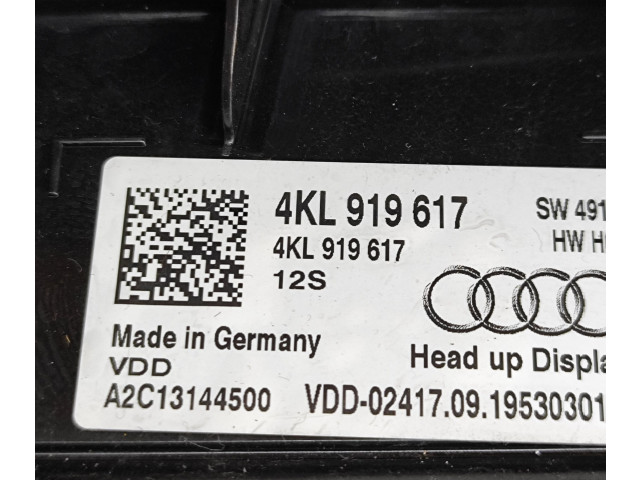 4KL 919 617 SW 491
4KL 919 617 HW H
12S
Made in Germany
VDD Head up Displa
A2C13144500 VDD-02417.09.19530301